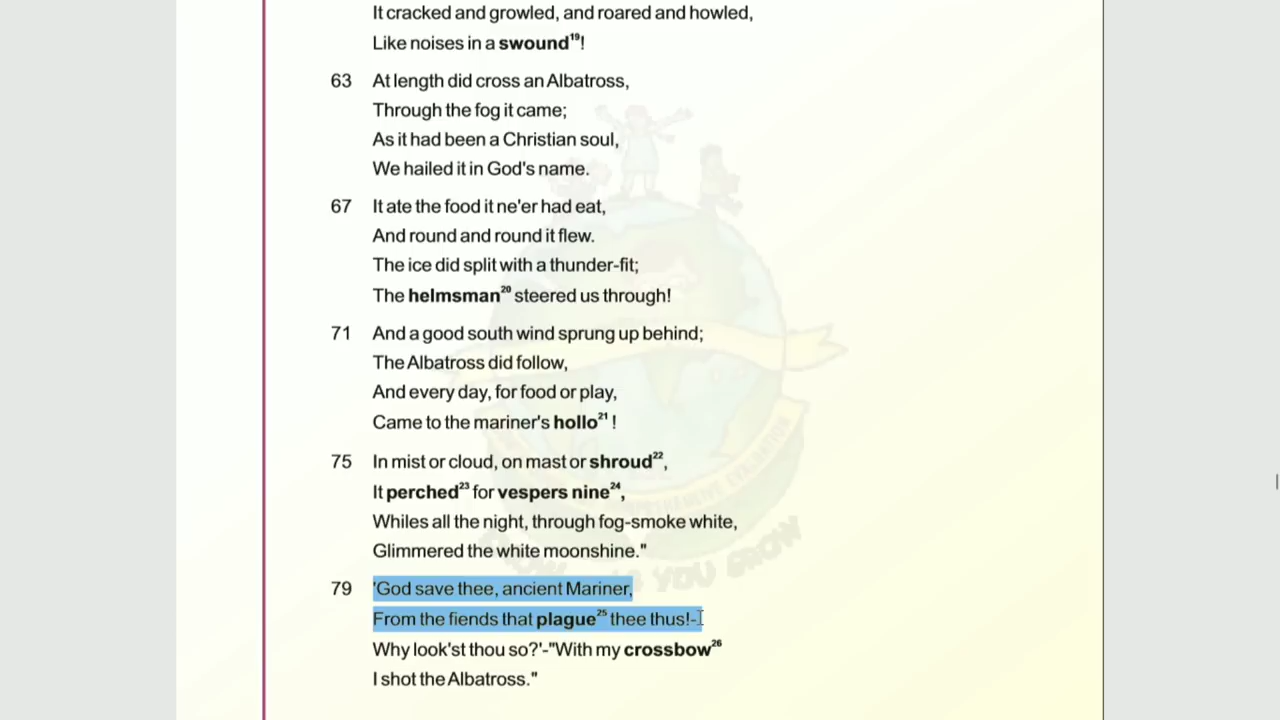 It cracked and growled, and roared and howled,
Like noises in a swound¹⁹!
63 At length did cross an Albatross,
Through the fog it came;
As it had been a Christian soul,
We hailed it in God's name.
67 It ate the food it ne'er had eat,
And round and round it flew.
The ice did split with a thunder-fit;
The helmsman²⁰ steered us through!
71 And a good south wind sprung up behind;
The Albatross did follow,
And every day, for food or play,
Came to the mariner's hollo²¹ !
75 In mist or cloud, on mast or shroud²²,
It perched²³ for vespers nine²⁴,
Whiles all the night, through fog-smoke white,
Glimmered the white moonshine."
79 'God save thee, ancient Mariner,
From the fiends that plague²⁵ thee thus!-
Why look'st thou so?'-"With my crossbow²⁶
I shot the Albatross."